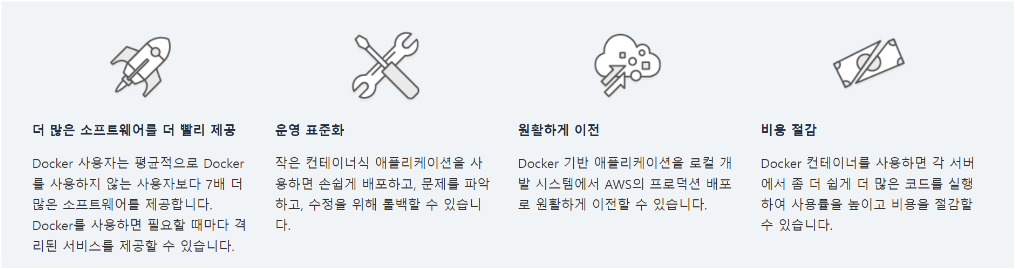 더 많은 소프트웨어를 더 빨리 제공
Docker 사용자는 평균적으로 Docker
를 사용하지 않는 사용자보다 7배 더
많은 소프트웨어를 제공합니다.
Docker를 사용하면 필요할 때마다 격
리된 서비스를 제공할 수 있습니다.
운영 표준화
작은 컨테이너식 애플리케이션을 사
용하면 손쉽게 배포하고, 문제를 파악
하고, 수정을 위해 롤백할 수 있습니
다.
원활하게 이전
Docker 기반 애플리케이션을 로컬 개
발 시스템에서 AWS의 프로덕션 배포
로 원활하게 이전할 수 있습니다.
비용 절감
Docker 컨테이너를 사용하면 각 서버
에서 좀 더 쉽게 더 많은 코드를 실행
하여 사용률을 높이고 비용을 절감할
수 있습니다.